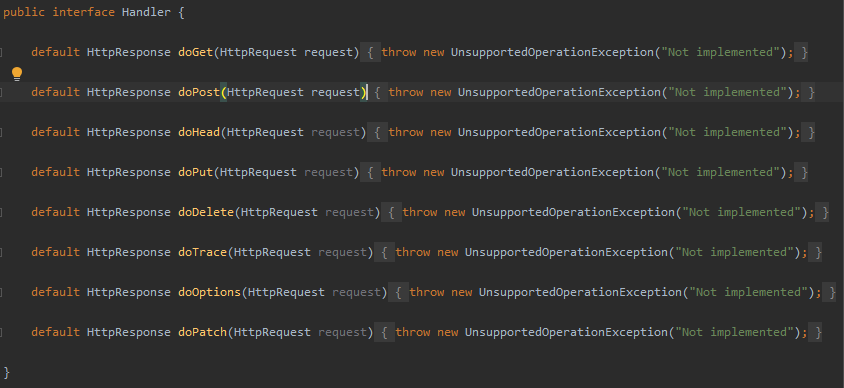 public interface Handler {
default HttpResponse doGet(HttpRequest request) { throw new UnsupportedOperationException("Not implemented"); }
default HttpResponse doPost(HttpRequest request) { throw new UnsupportedOperationException("Not implemented"); }
default HttpResponse doHead(HttpRequest request) { throw new UnsupportedOperationException("Not implemented"); }
default HttpResponse doPut(HttpRequest request) { throw new UnsupportedOperationException("Not implemented"); }
default HttpResponse doDelete(HttpRequest request) { throw new UnsupportedOperationException("Not implemented"); }
default HttpResponse doTrace(HttpRequest request) { throw new UnsupportedOperationException("Not implemented"); }
default HttpResponse doOptions(HttpRequest request) { throw new UnsupportedOperationException("Not implemented"); }
default HttpResponse doPatch(HttpRequest request) { throw new UnsupportedOperationException("Not implemented"); }
}